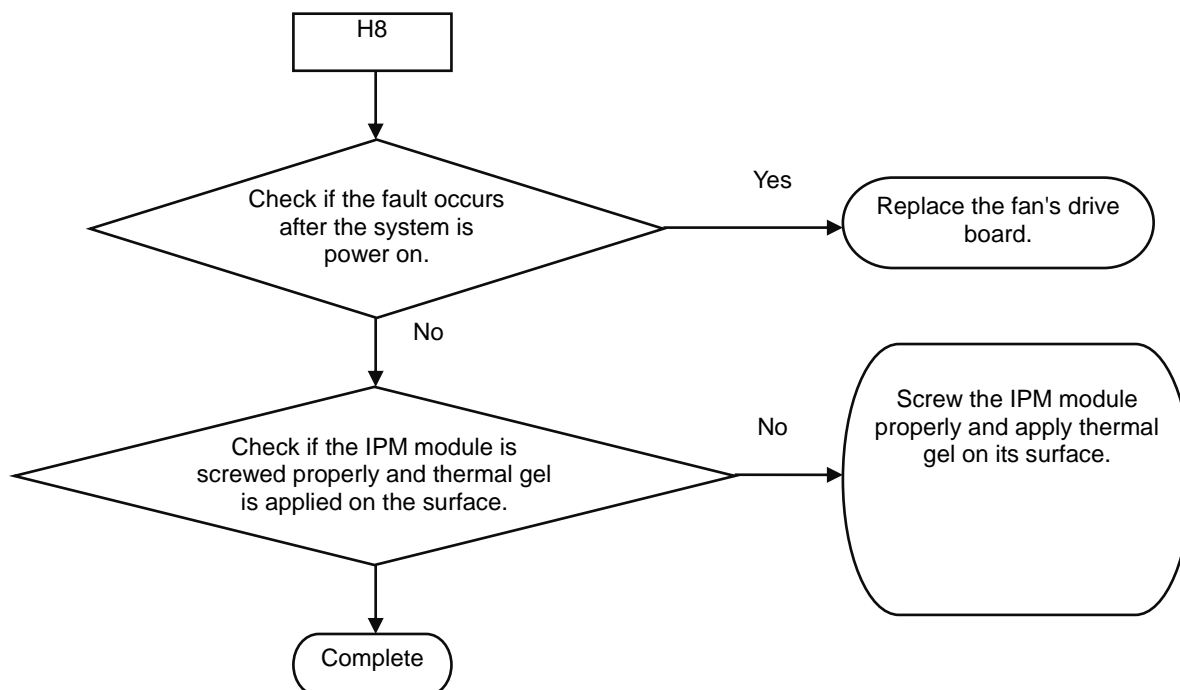 H8
Check if the fault occurs
after the system is
power on.
Yes
Replace the fan's drive
board.
No
Check if the IPM module is
screwed properly and thermal gel
is applied on the surface.
No
Screw the IPM module
properly and apply thermal
gel on its surface.
Complete